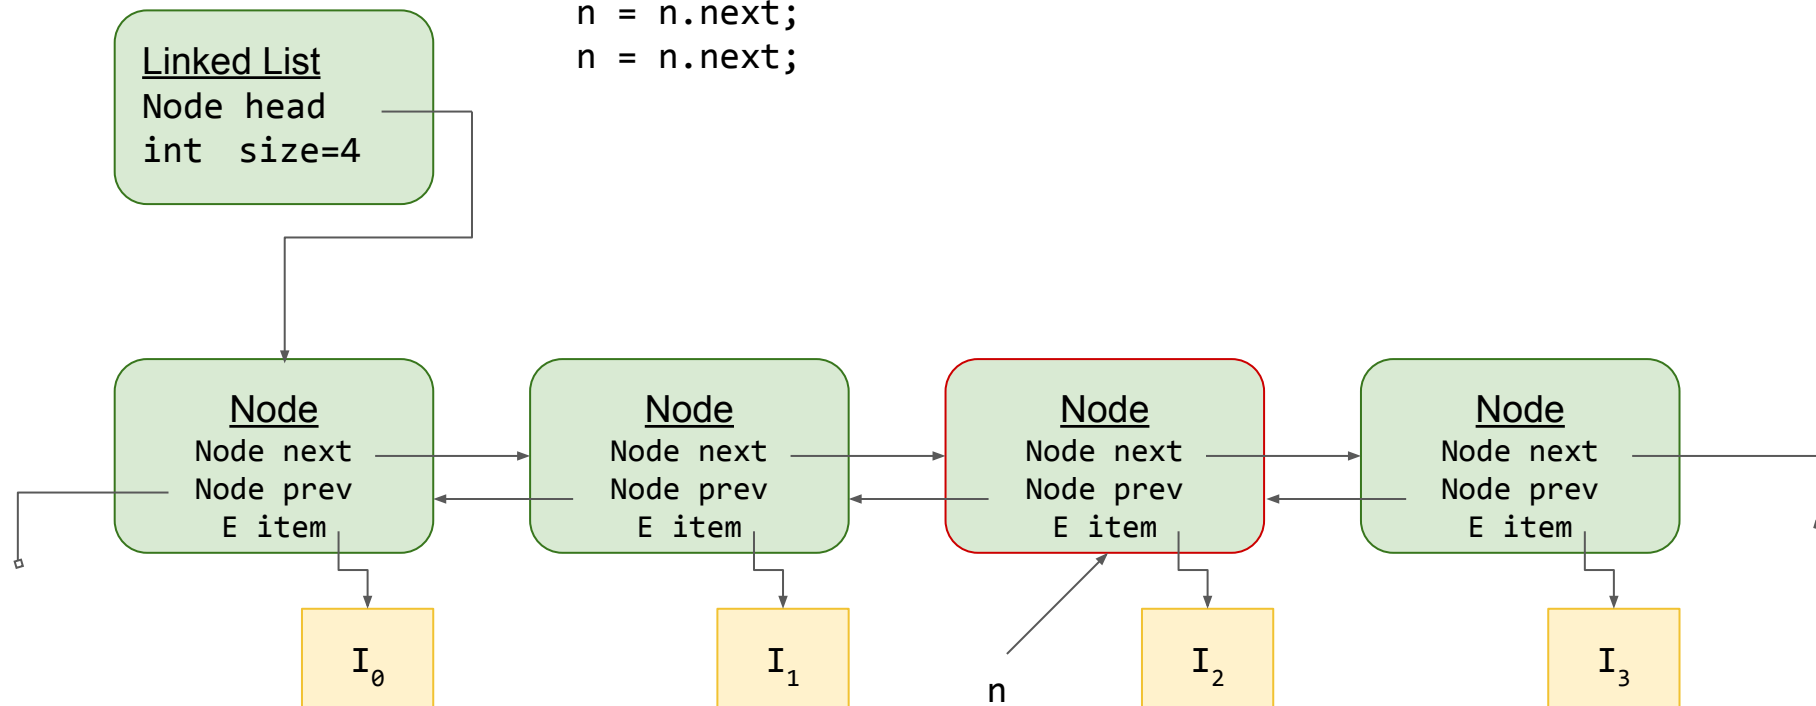 n = n.next;
n = n.next;
Linked List
Node head
int size=4
Node
Node next
Node prev
E item
Node
Node next
Node prev
E item
Node
Node next
Node prev
E item
Node
Node next
Node prev
E item
I₀
I₁
I₂
I₃
n